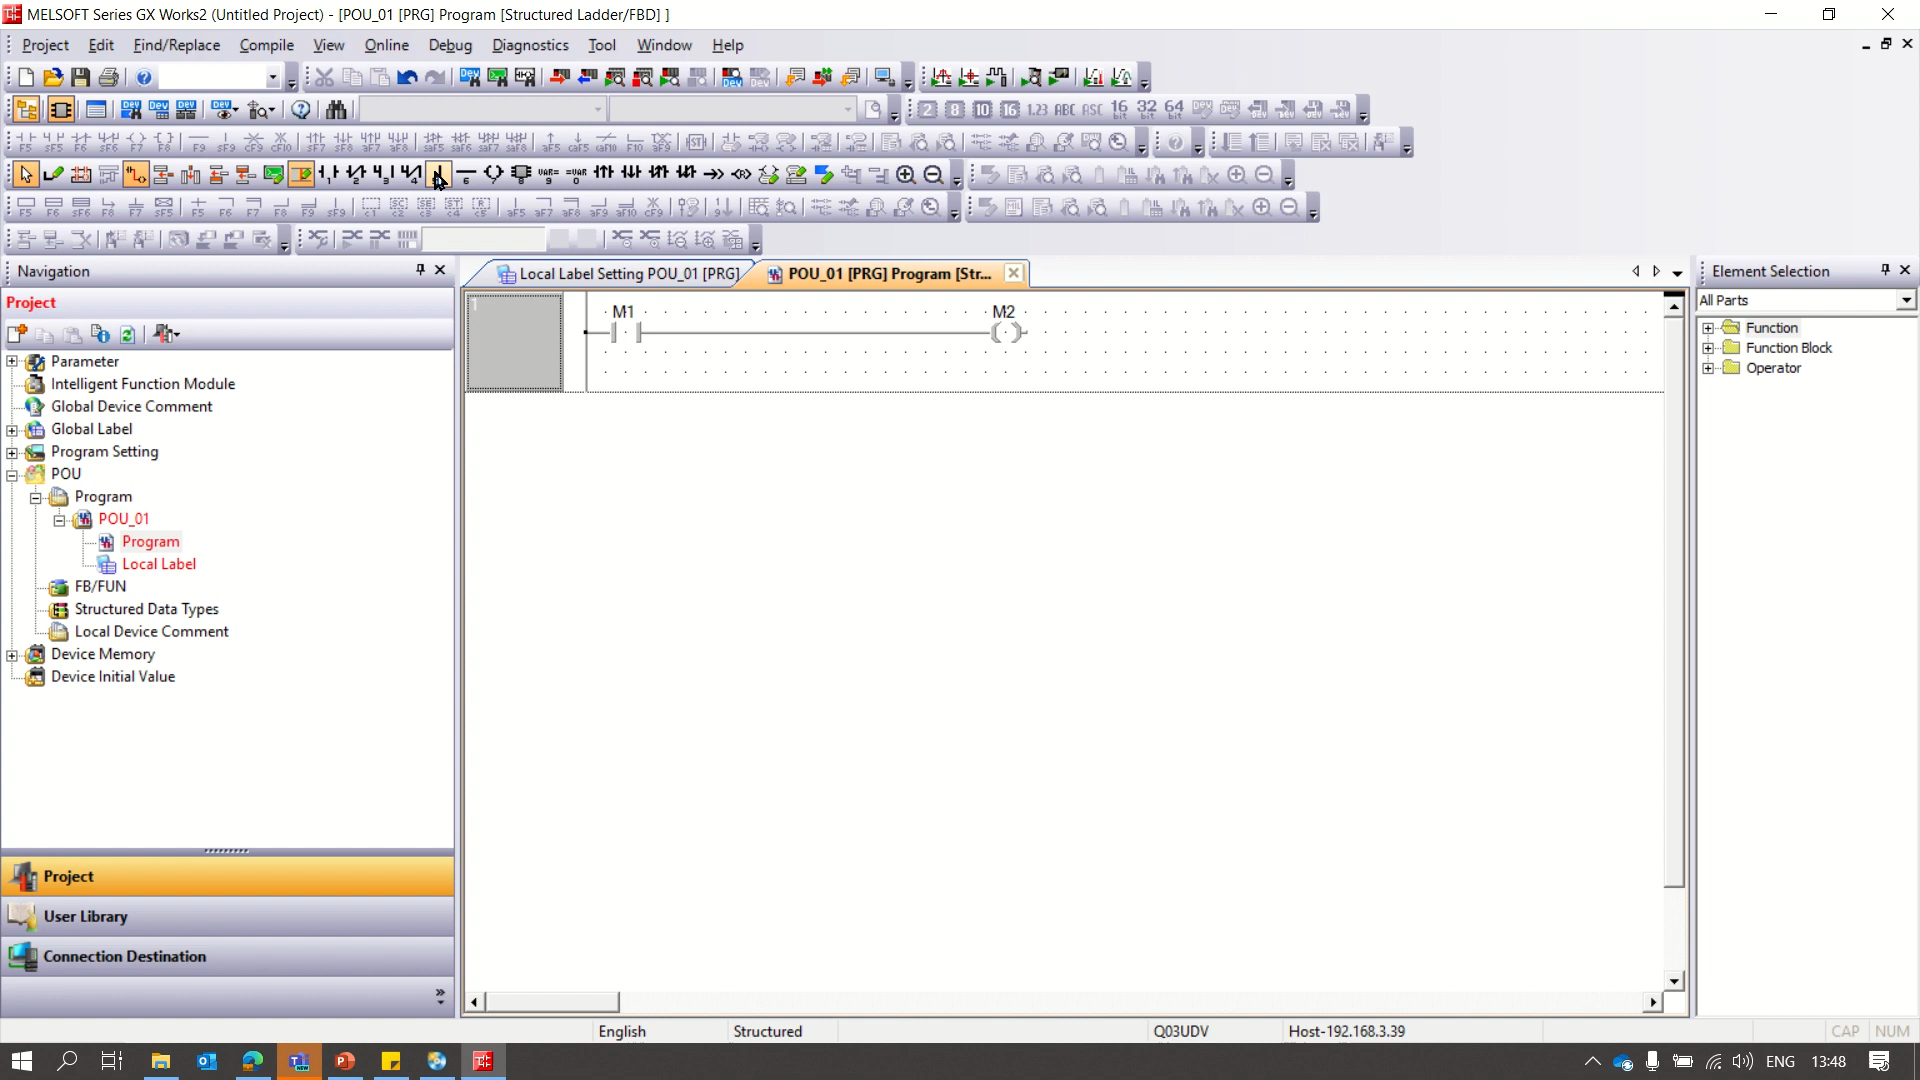 MELSOFT Series GX Works2 (Untitled Project) - [POU_01 [PRG] Program [Structured Ladder/FBD] ]
Project Edit Find/Replace Compile View Online Debug Diagnostics Tool Window Help
Navigation
Project
Parameter
Intelligent Function Module
Global Device Comment
Global Label
Program Setting
POU
Program
POU_01
Program
Local Label
FB/FUN
Structured Data Types
Local Device Comment
Device Memory
Device Initial Value
Project
User Library
Connection Destination
Local Label Setting POU_01 [PRG]
POU_01 [PRG] Program [Str...
1
M1
M2
Element Selection
All Parts
Function
Function Block
Operator
English
Structured
Q03UDV
Host-192.168.3.39
CAP
NUM
ENG
13:48